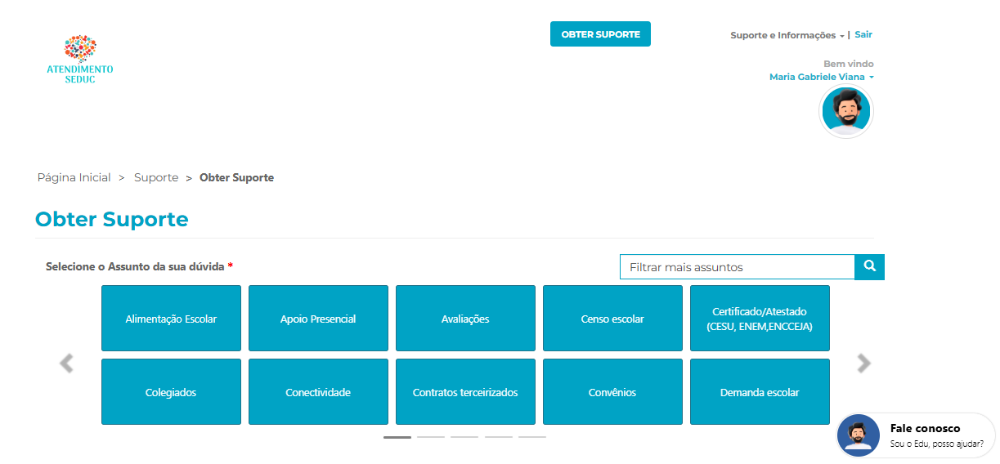 OBTER SUPORTE
Suporte e Informações | Sair
ATENDIMENTO
SEDUC
Bem vindo
Maria Gabriele Viana
Página Inicial > Suporte > Obter Suporte
Obter Suporte
Selecione o Assunto da sua dúvida *
Filtrar mais assuntos
Alimentação Escolar
Apoio Presencial
Avaliações
Censo escolar
Certificado/Atestado
(CESU, ENEM,ENCCEJA)
Colegiados
Conectividade
Contratos terceirizados
Convênios
Demanda escolar
Fale conosco
Sou o Edu, posso ajudar?